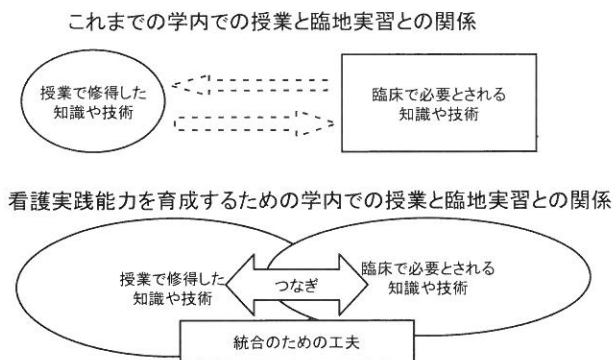 これまでの学内での授業と臨地実習との関係
授業で修得した
知識や技術
臨床で必要とされる
知識や技術
看護実践能力を育成するための学内での授業と臨地実習との関係
授業で修得した
知識や技術
つなぎ
臨床で必要とされる
知識や技術
統合のための工夫